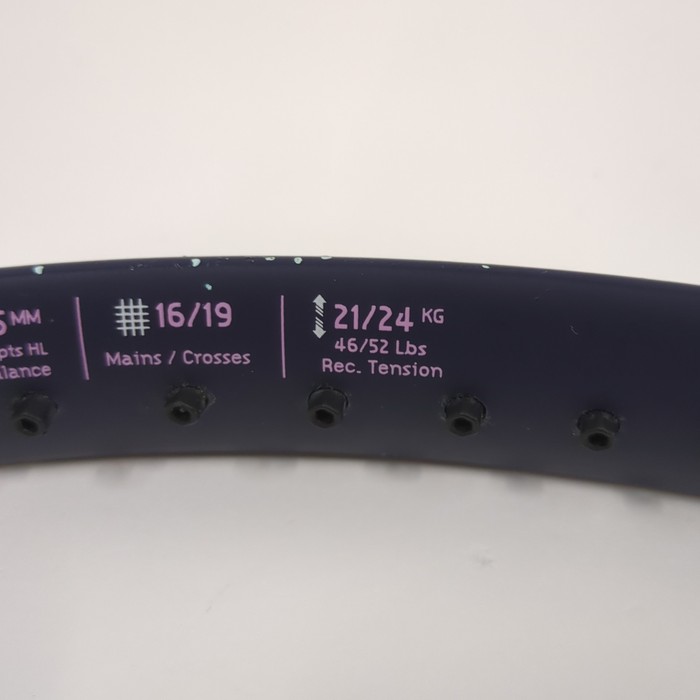 MM
pts HL
16/19
Mains / Crosses
21/24 KG
46/52 Lbs
Rec. Tension